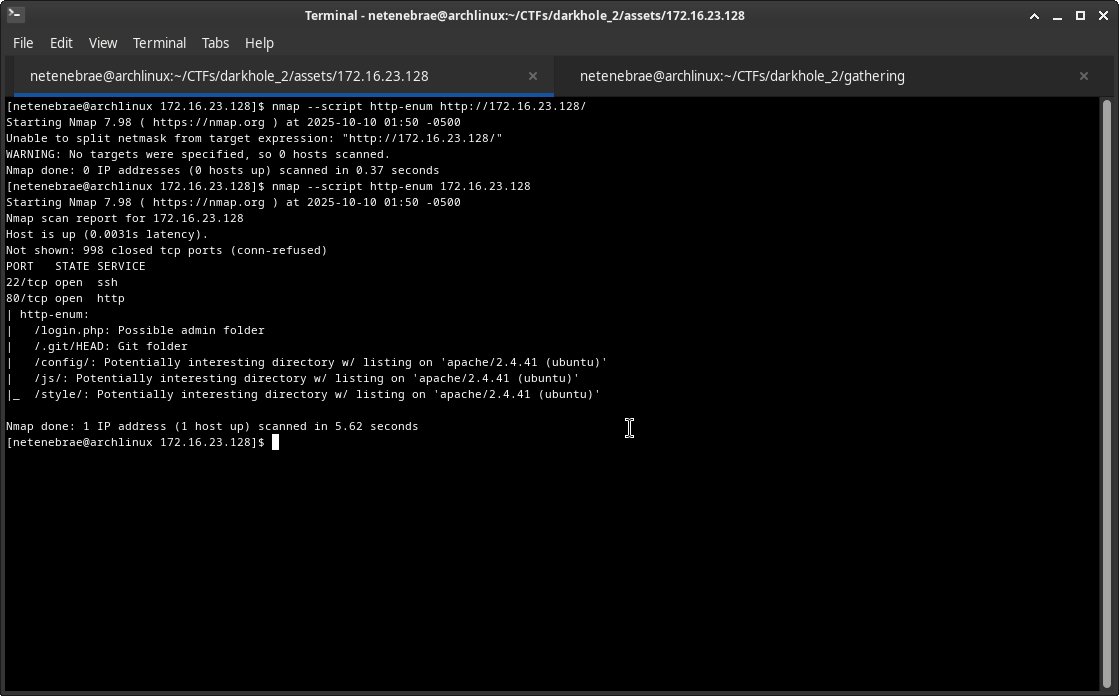 Terminal - netenebrae@archlinux:~/CTFs/darkhole_2/assets/172.16.23.128
File Edit View Terminal Tabs Help
netenebrae@archlinux:~/CTFs/darkhole_2/assets/172.16.23.128 netenebrae@archlinux:~/CTFs/darkhole_2/gathering
[netenebrae@archlinux 172.16.23.128]$ nmap --script http-enum http://172.16.23.128/
Starting Nmap 7.98 ( https://nmap.org ) at 2025-10-10 01:50 -0500
Unable to split netmask from target expression: "http://172.16.23.128/"
WARNING: No targets were specified, so 0 hosts scanned.
Nmap done: 0 IP addresses (0 hosts up) scanned in 0.37 seconds
[netenebrae@archlinux 172.16.23.128]$ nmap --script http-enum 172.16.23.128
Starting Nmap 7.98 ( https://nmap.org ) at 2025-10-10 01:50 -0500
Nmap scan report for 172.16.23.128
Host is up (0.0031s latency).
Not shown: 998 closed tcp ports (conn-refused)
PORT   STATE SERVICE
22/tcp open  ssh
80/tcp open  http
| http-enum:
|   /login.php: Possible admin folder
|   /.git/HEAD: Git folder
|   /config/: Potentially interesting directory w/ listing on 'apache/2.4.41 (ubuntu)'
|   /js/: Potentially interesting directory w/ listing on 'apache/2.4.41 (ubuntu)'
|_  /style/: Potentially interesting directory w/ listing on 'apache/2.4.41 (ubuntu)'
Nmap done: 1 IP address (1 host up) scanned in 5.62 seconds
[netenebrae@archlinux 172.16.23.128]$